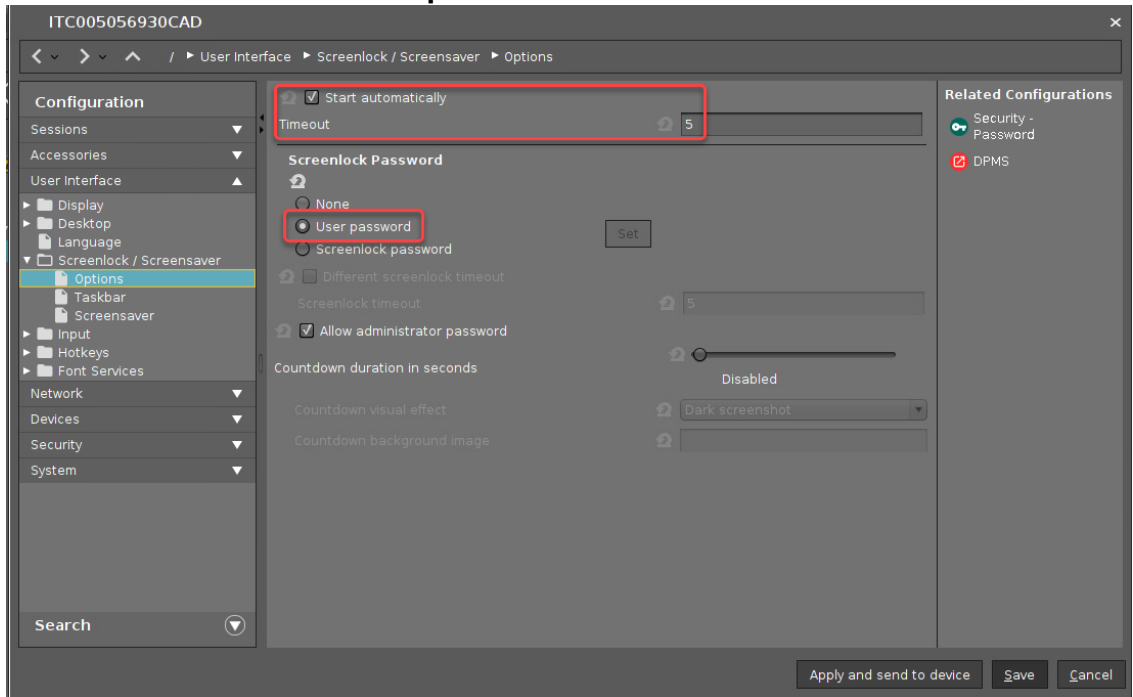 ITC005056930CAD
/ User Interface Screenlock / Screensaver Options
Configuration
Sessions
Accessories
User Interface
Display
Desktop
Language
Screenlock / Screensaver
Options
Taskbar
Screensaver
Input
Hotkeys
Font Services
Network
Devices
Security
System
Search
Start automatically
Timeout 5
Screenlock Password
None
User password
Set
Screenlock password
Different screenlock timeout
Screenlock timeout 5
Allow administrator password
Countdown duration in seconds
Disabled
Countdown visual effect Dark screenshot
Countdown background image
Related Configurations
Security -
Password
DPMS
Apply and send to device Save Cancel